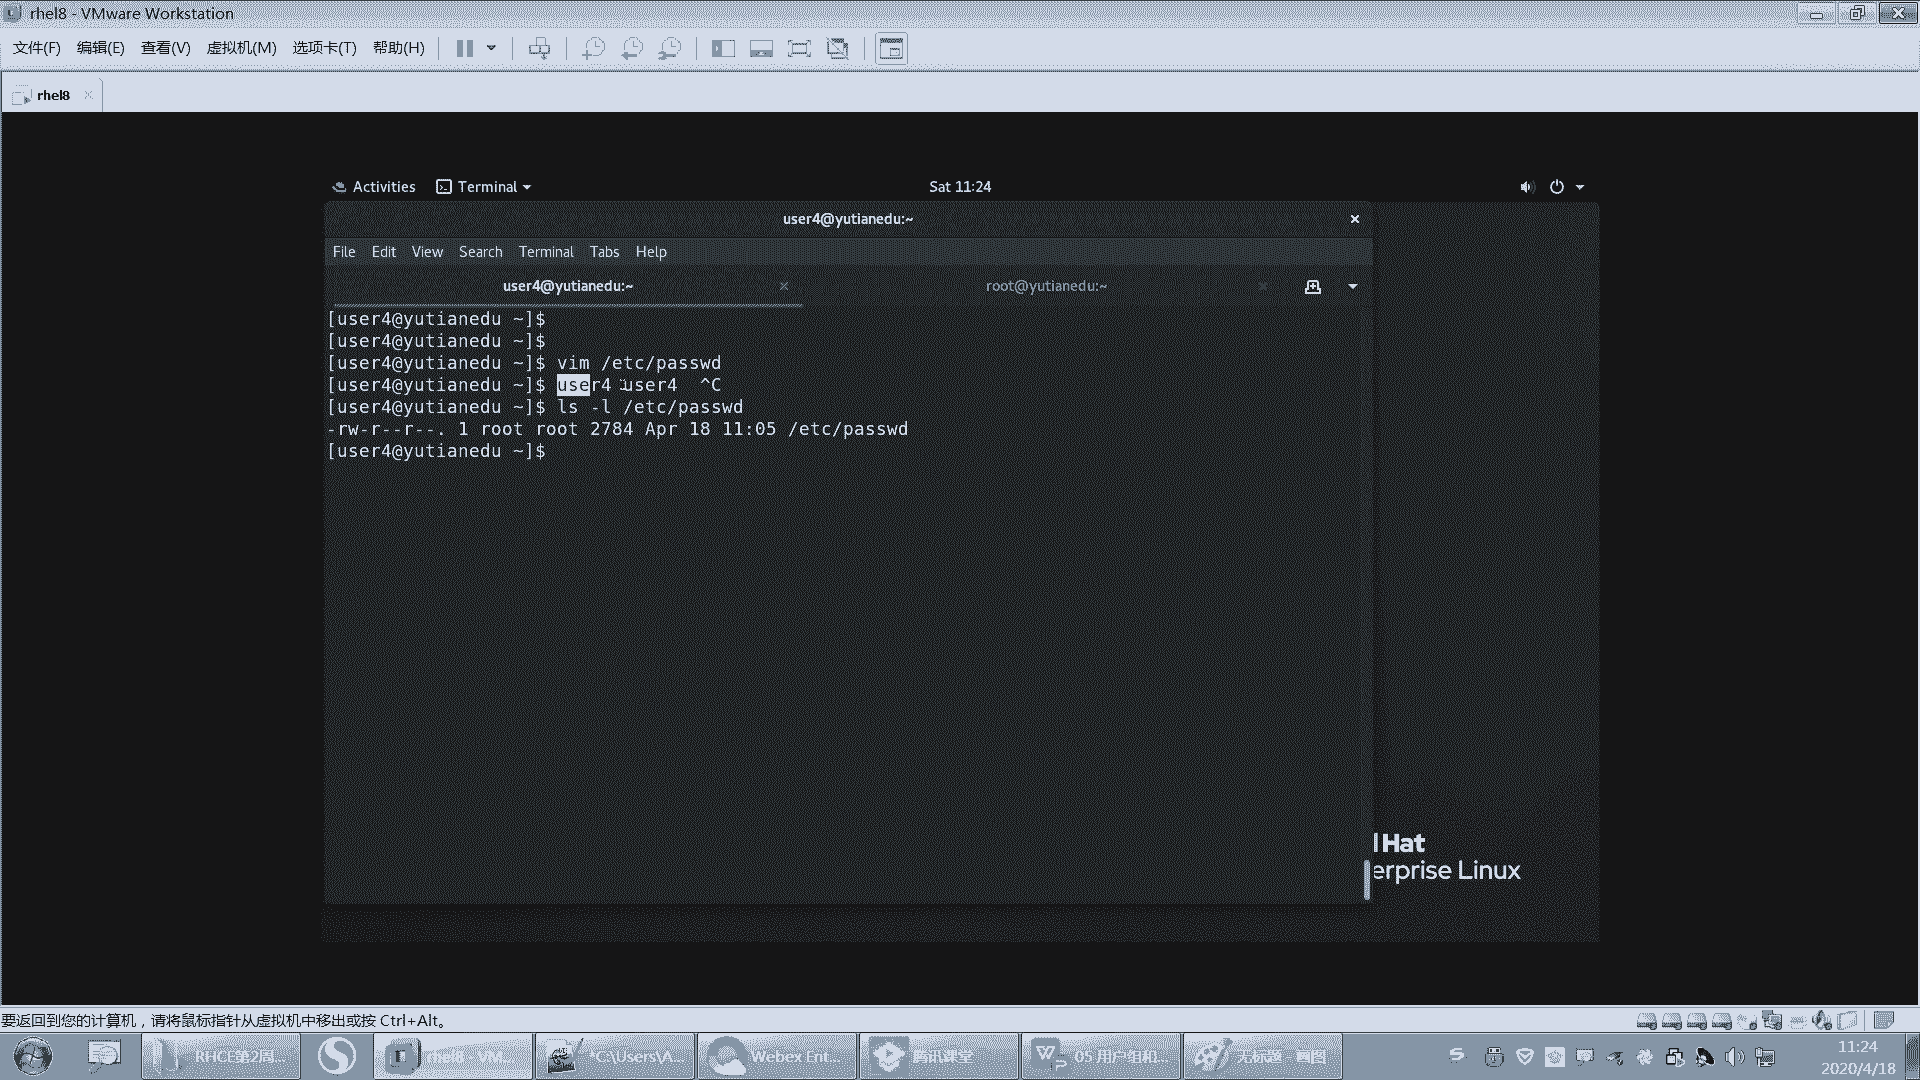 rhel8 - VMware Workstation
文件(F) 编辑(E) 查看(V) 虚拟机(M) 选项卡(T) 帮助(H)
rhel8
Activities Terminal Sat 11:24
user4@yutianedu:~
File Edit View Search Terminal Tabs Help
user4@yutianedu:~ root@yutianedu:~
[user4@yutianedu ~]$
[user4@yutianedu ~]$
[user4@yutianedu ~]$ vim /etc/passwd
[user4@yutianedu ~]$ user4 user4  ^C
[user4@yutianedu ~]$ ls -l /etc/passwd
-rw-r--r--. 1 root root 2784 Apr 18 11:05 /etc/passwd
[user4@yutianedu ~]$
Hat
erprise Linux
要返回到您的计算机，请将鼠标指针从虚拟机中移出或按 Ctrl+Alt。
RHCE第2周... rhel8 - VM... *C:\Users\A... Webex Ent... 腾讯课堂 05 用户组和... 无标题 - 画图 11:24
2020/4/18